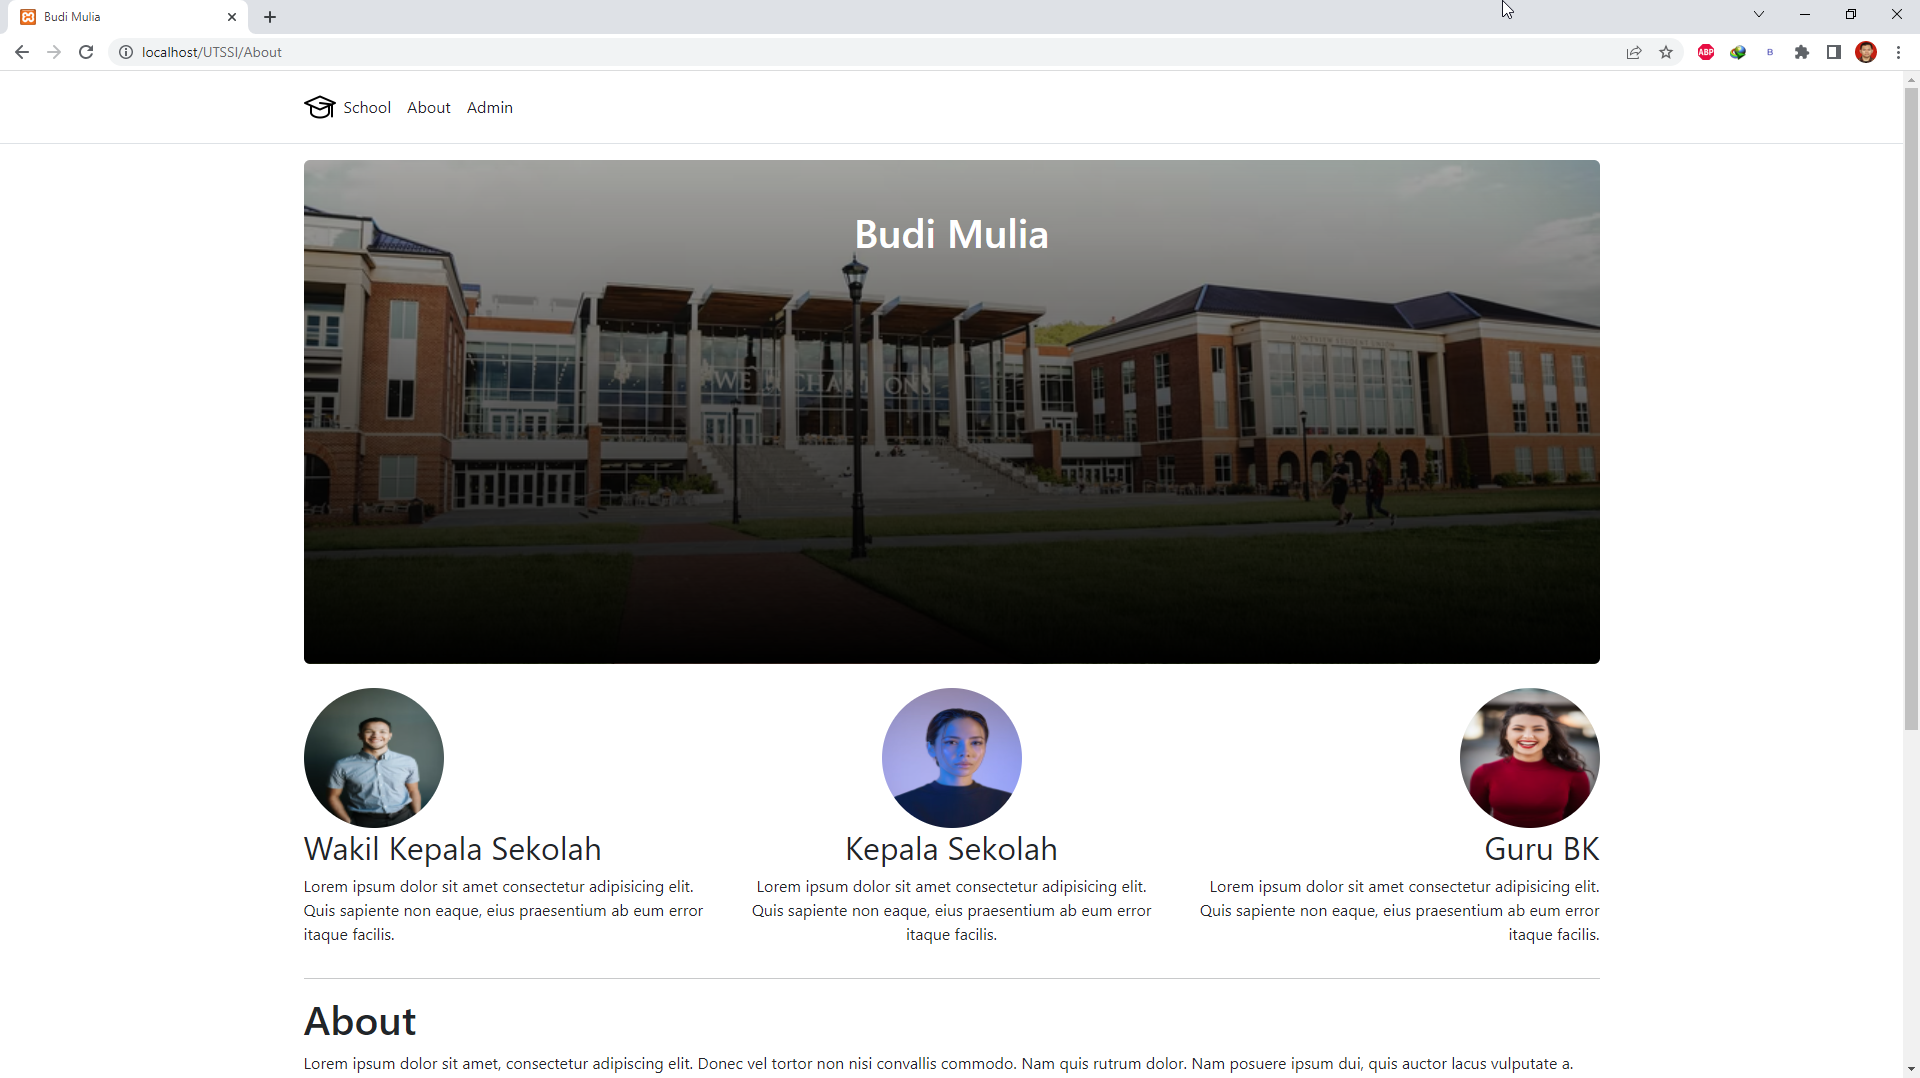 Budi Mulia
localhost/UTSSI/About
ABP
B
School About Admin
Budi Mulia
MONTVIEW STUDENT UNION
Wakil Kepala Sekolah
Lorem ipsum dolor sit amet consectetur adipisicing elit.
Quis sapiente non eaque, eius praesentium ab eum error
itaque facilis.
Kepala Sekolah
Lorem ipsum dolor sit amet consectetur adipisicing elit.
Quis sapiente non eaque, eius praesentium ab eum error
itaque facilis.
Guru BK
Lorem ipsum dolor sit amet consectetur adipisicing elit.
Quis sapiente non eaque, eius praesentium ab eum error
itaque facilis.
About
Lorem ipsum dolor sit amet, consectetur adipiscing elit. Donec vel tortor non nisi convallis commodo. Nam quis rutrum dolor. Nam posuere ipsum dui, quis auctor lacus vulputate a.